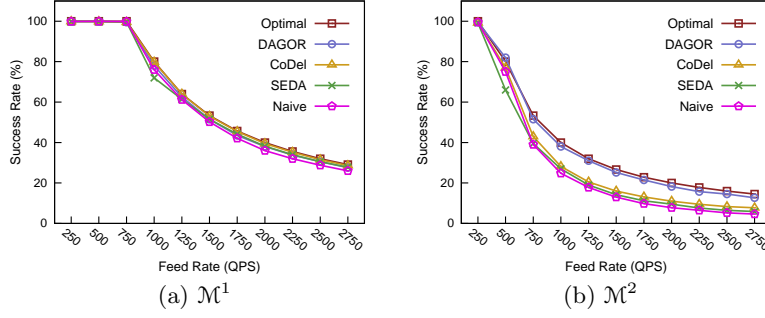 Success Rate (%)
100
80
60
40
20
0
Optimal
DAGOR
CoDel
SEDA
Naive
250
500
750
1000
1250
1500
1750
2000
2250
2500
2750
Feed Rate (QPS)
(a) ℳ¹
Success Rate (%)
100
80
60
40
20
0
Optimal
DAGOR
CoDel
SEDA
Naive
250
500
750
1000
1250
1500
1750
2000
2250
2500
2750
Feed Rate (QPS)
(b) ℳ²